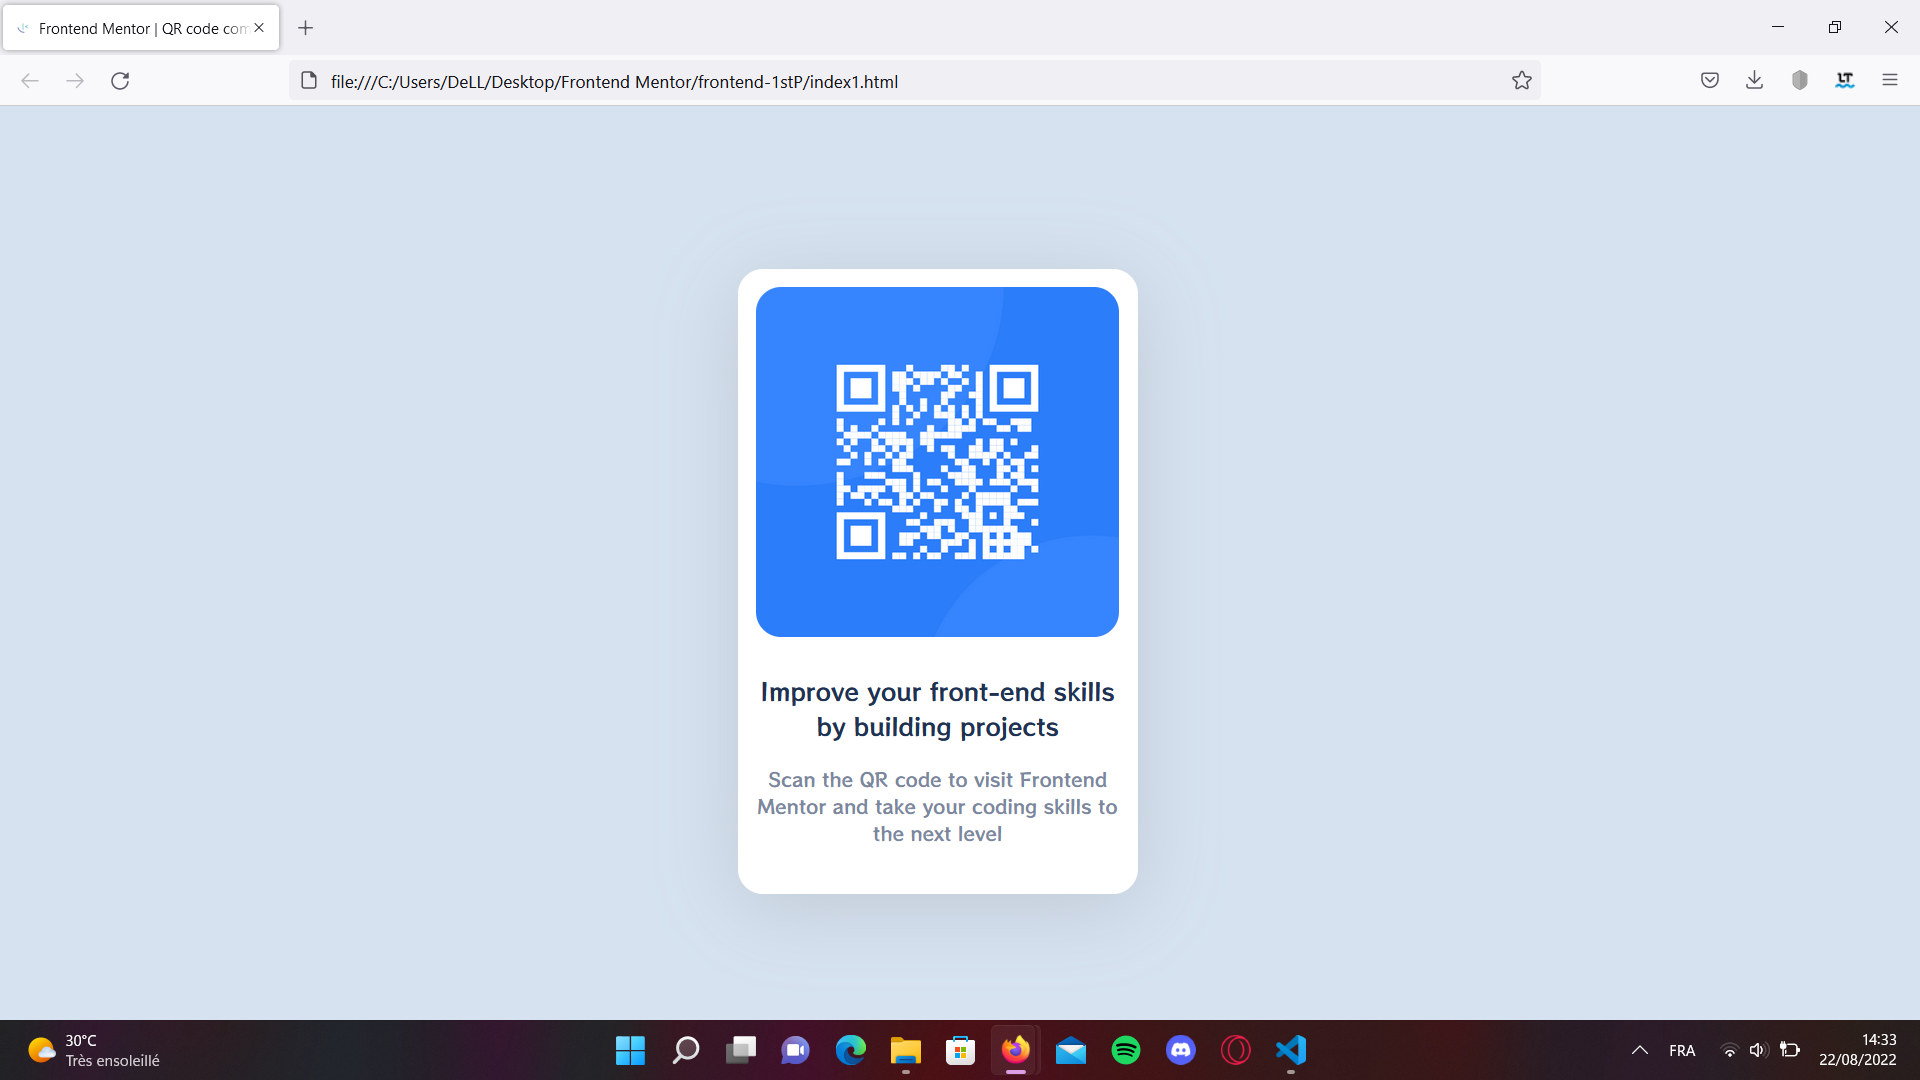 Frontend Mentor | QR code com
file:///C:/Users/DeLL/Desktop/Frontend Mentor/frontend-1stP/index1.html
LT
Improve your front-end skills
by building projects
Scan the QR code to visit Frontend
Mentor and take your coding skills to
the next level
30°C
Très ensoleillé
FRA
14:33
22/08/2022